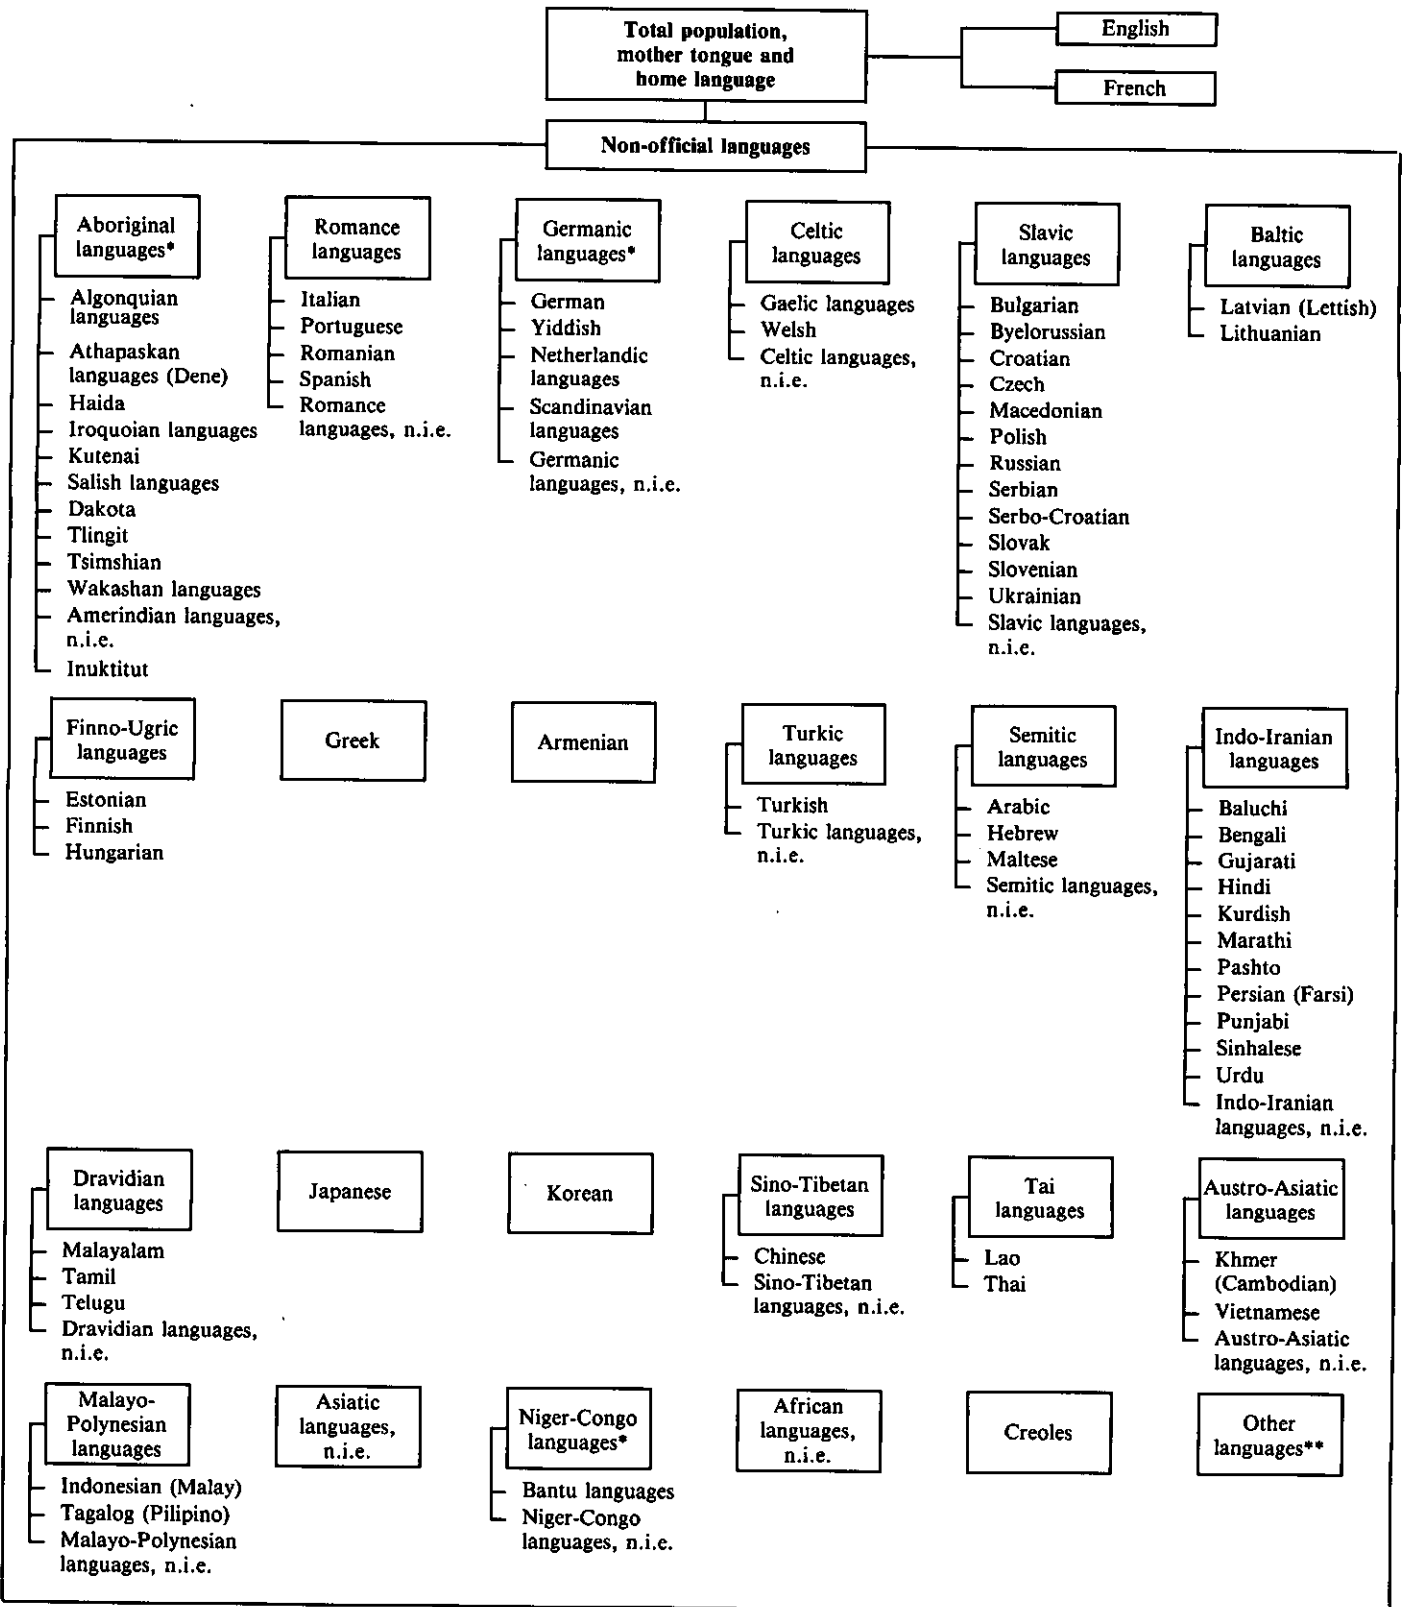 Total population,
mother tongue and
home language
English
French
Non-official languages
Aboriginal
languages*
Algonquian
languages
Athapaskan
languages (Dene)
Haida
Iroquoian languages
Kutenai
Salish languages
Dakota
Tlingit
Tsimshian
Wakashan languages
Amerindian languages,
n.i.e.
Inuktitut
Romance
languages
Italian
Portuguese
Romanian
Spanish
Romance
languages, n.i.e.
Germanic
languages*
German
Yiddish
Netherlandic
languages
Scandinavian
languages
Germanic
languages, n.i.e.
Celtic
languages
Gaelic languages
Welsh
Celtic languages,
n.i.e.
Slavic
languages
Bulgarian
Byelorussian
Croatian
Czech
Macedonian
Polish
Russian
Serbian
Serbo-Croatian
Slovak
Slovenian
Ukrainian
Slavic languages,
n.i.e.
Baltic
languages
Latvian (Lettish)
Lithuanian
Finno-Ugric
languages
Estonian
Finnish
Hungarian
Greek
Armenian
Turkic
languages
Turkish
Turkic languages,
n.i.e.
Semitic
languages
Arabic
Hebrew
Maltese
Semitic languages,
n.i.e.
Indo-Iranian
languages
Baluchi
Bengali
Gujarati
Hindi
Kurdish
Marathi
Pashto
Persian (Farsi)
Punjabi
Sinhalese
Urdu
Indo-Iranian
languages, n.i.e.
Dravidian
languages
Malayalam
Tamil
Telugu
Dravidian languages,
n.i.e.
Japanese
Korean
Sino-Tibetan
languages
Chinese
Sino-Tibetan
languages, n.i.e.
Tai
languages
Lao
Thai
Austro-Asiatic
languages
Khmer
(Cambodian)
Vietnamese
Austro-Asiatic
languages, n.i.e.
Malayo-
Polynesian
languages
Indonesian (Malay)
Tagalog (Pilipino)
Malayo-Polynesian
languages, n.i.e.
Asiatic
languages,
n.i.e.
Niger-Congo
languages*
Bantu languages
Niger-Congo
languages, n.i.e.
African
languages,
n.i.e.
Creoles
Other
languages**